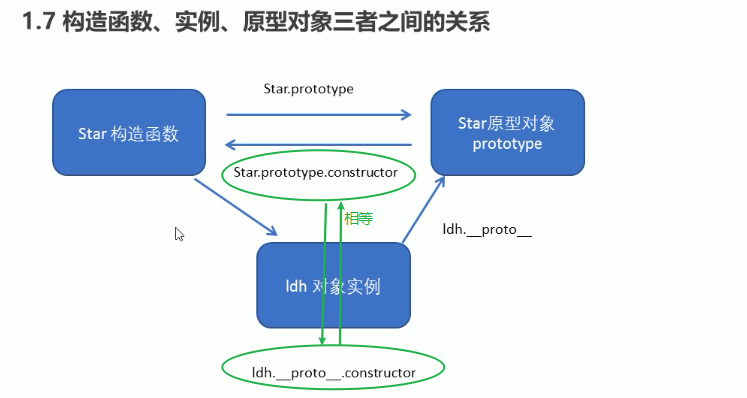 1.7 构造函数、实例、原型对象三者之间的关系
Star.prototype
Star 构造函数
Star原型对象
prototype
Star.prototype.constructor
相等
ldh.__proto__
ldh 对象实例
ldh.__proto__.constructor